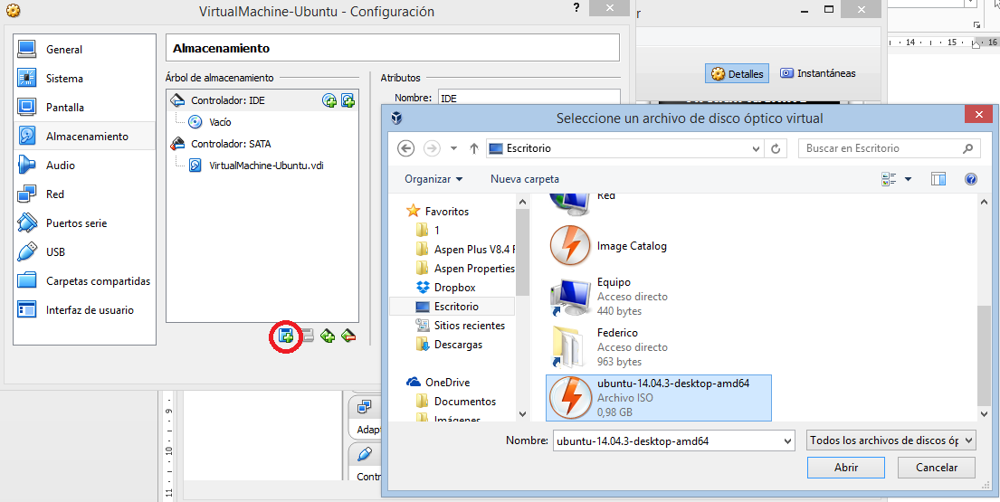 VirtualMachine-Ubuntu - Configuración
?
General
Sistema
Pantalla
Almacenamiento
Audio
Red
Puertos serie
USB
Carpetas compartidas
Interfaz de usuario
Almacenamiento
Árbol de almacenamiento
Controlador: IDE
Vacío
Controlador: SATA
VirtualMachine-Ubuntu.vdi
Atributos
Nombre: IDE
r
Detalles
Instantáneas
14 15 16
Seleccione un archivo de disco óptico virtual
Escritorio
Buscar en Escritorio
Organizar
Nueva carpeta
Favoritos
1
Aspen Plus V8.4 F
Aspen Properties
Dropbox
Escritorio
Sitios recientes
Descargas
OneDrive
Documentos
Imágenes
Red
Image Catalog
Equipo
Acceso directo
440 bytes
Federico
Acceso directo
963 bytes
ubuntu-14.04.3-desktop-amd64
Archivo ISO
0,98 GB
Nombre: ubuntu-14.04.3-desktop-amd64
Todos los archivos de discos óp
Abrir
Cancelar
9
10
11
Adapt
Contr